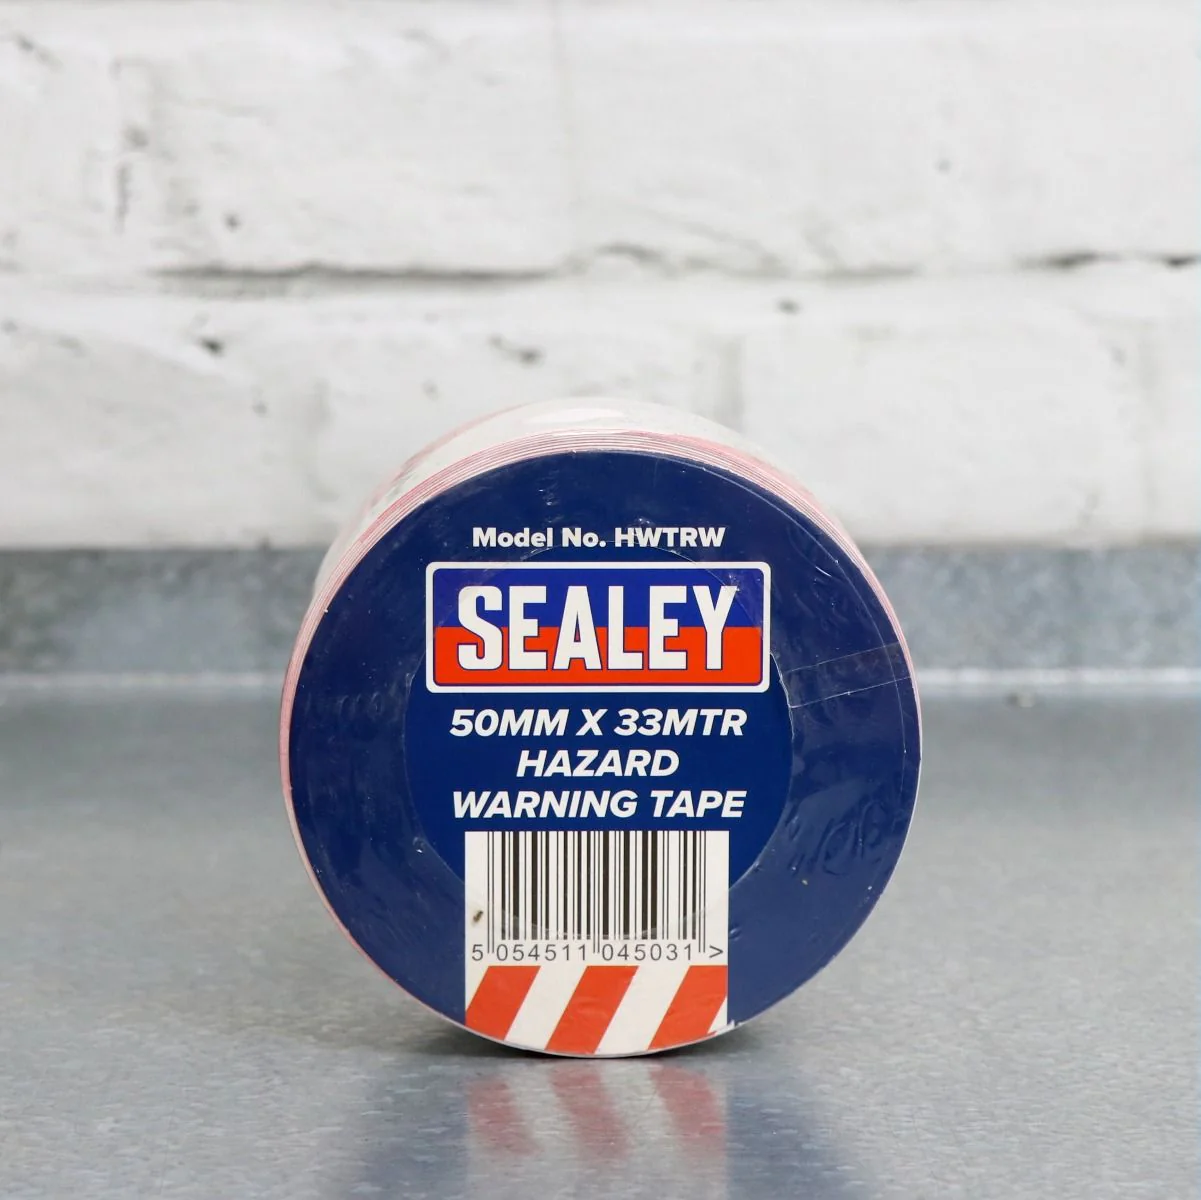 Model No. HWTRW
SEALEY
50MM X 33MTR
HAZARD
WARNING TAPE
5 054511 045031 >